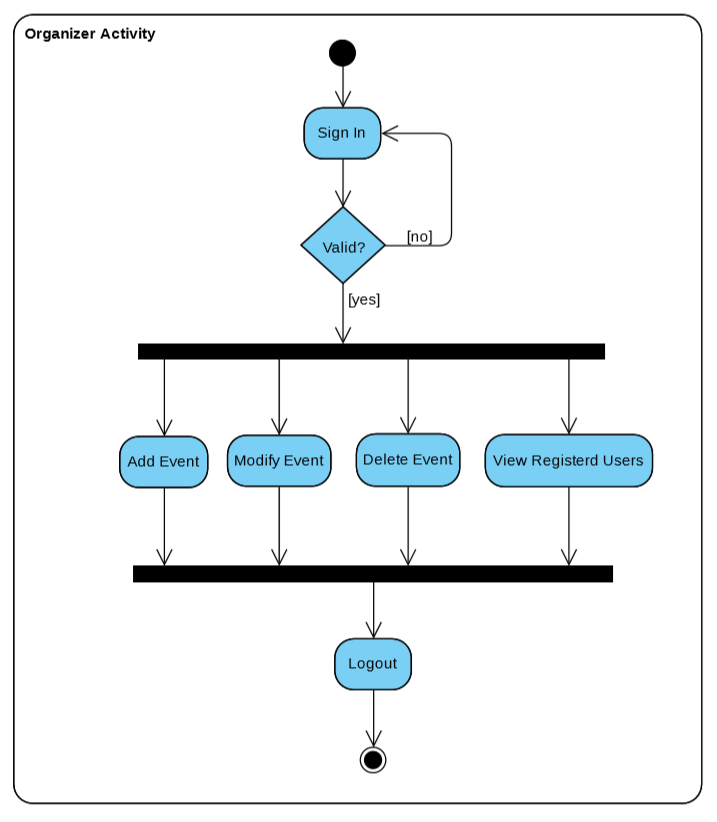 Organizer Activity
Sign In
Valid?
[no]
[yes]
Add Event
Modify Event
Delete Event
View Registerd Users
Logout